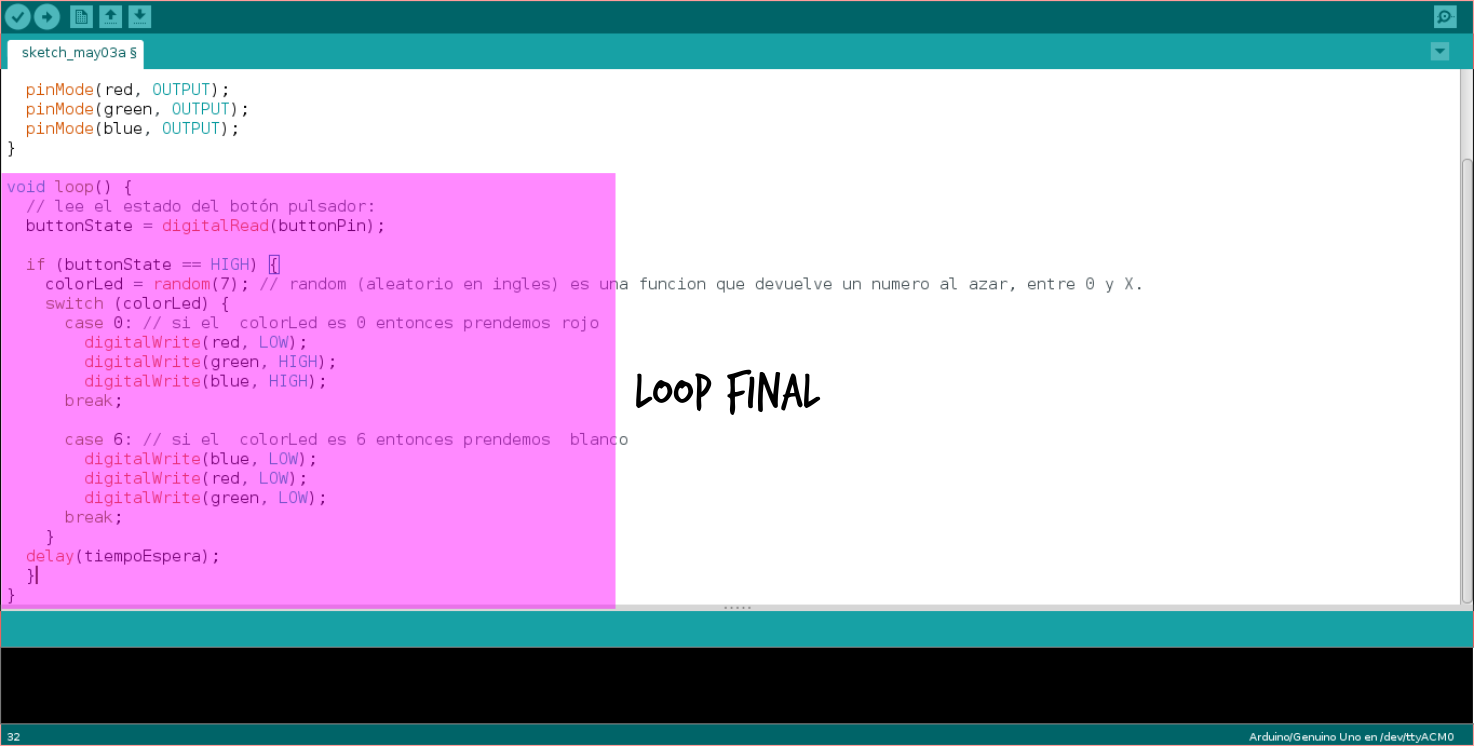 sketch_may03a §
pinMode(red, OUTPUT);
pinMode(green, OUTPUT);
pinMode(blue, OUTPUT);
}
void loop() {
// lee el estado del botón pulsador:
buttonState = digitalRead(buttonPin);
if (buttonState == HIGH) {
colorLed = random(7); // random (aleatorio en ingles) es una funcion que devuelve un numero al azar, entre 0 y X.
switch (colorLed) {
case 0: // si el  colorLed es 0 entonces prendemos rojo
digitalWrite(red, LOW);
digitalWrite(green, HIGH);
digitalWrite(blue, HIGH);
break;
LOOP FINAL
case 6: // si el  colorLed es 6 entonces prendemos  blanco
digitalWrite(blue, LOW);
digitalWrite(red, LOW);
digitalWrite(green, LOW);
break;
}
delay(tiempoEspera);
}
}
32
Arduino/Genuino Uno en /dev/ttyACM0